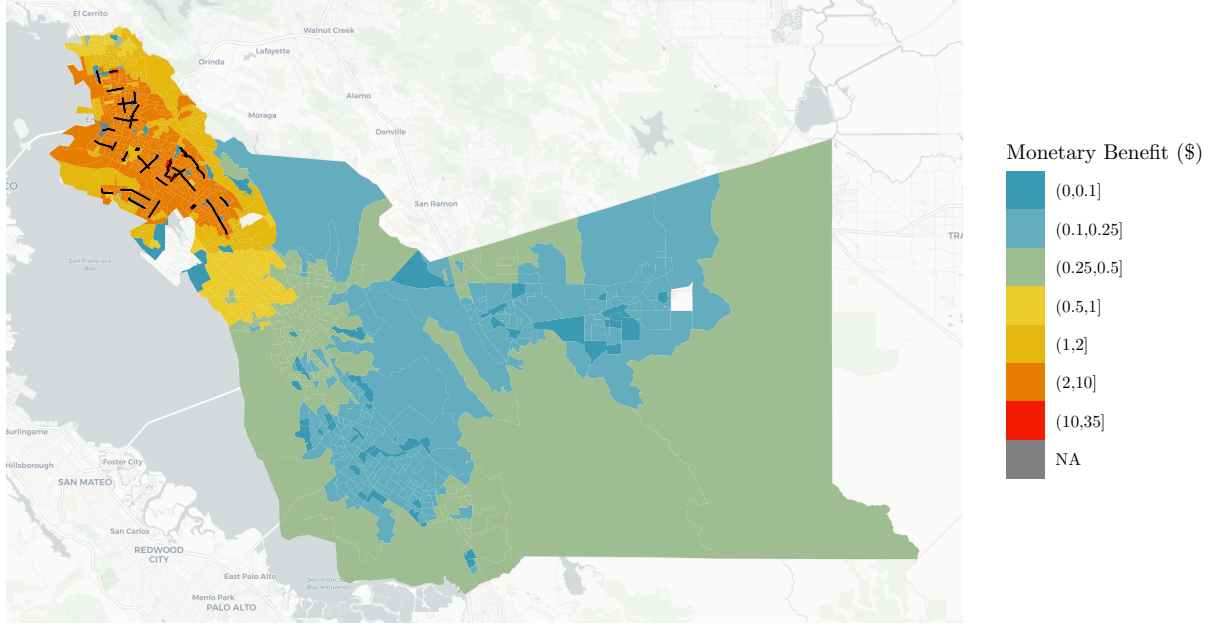 El Cerrito
Walnut Creek
Lafayette
Orinda
Alamo
Moraga
Danville
San Ramon
San Francisco
Bay
Burlingame
Hillsborough
Foster City
SAN MATEO
San Carlos
REDWOOD
CITY
East Palo Alto
Menlo Park
PALO ALTO
Monetary Benefit ($)
(0,0.1]
(0.1,0.25]
(0.25,0.5]
(0.5,1]
(1,2]
(2,10]
(10,35]
NA